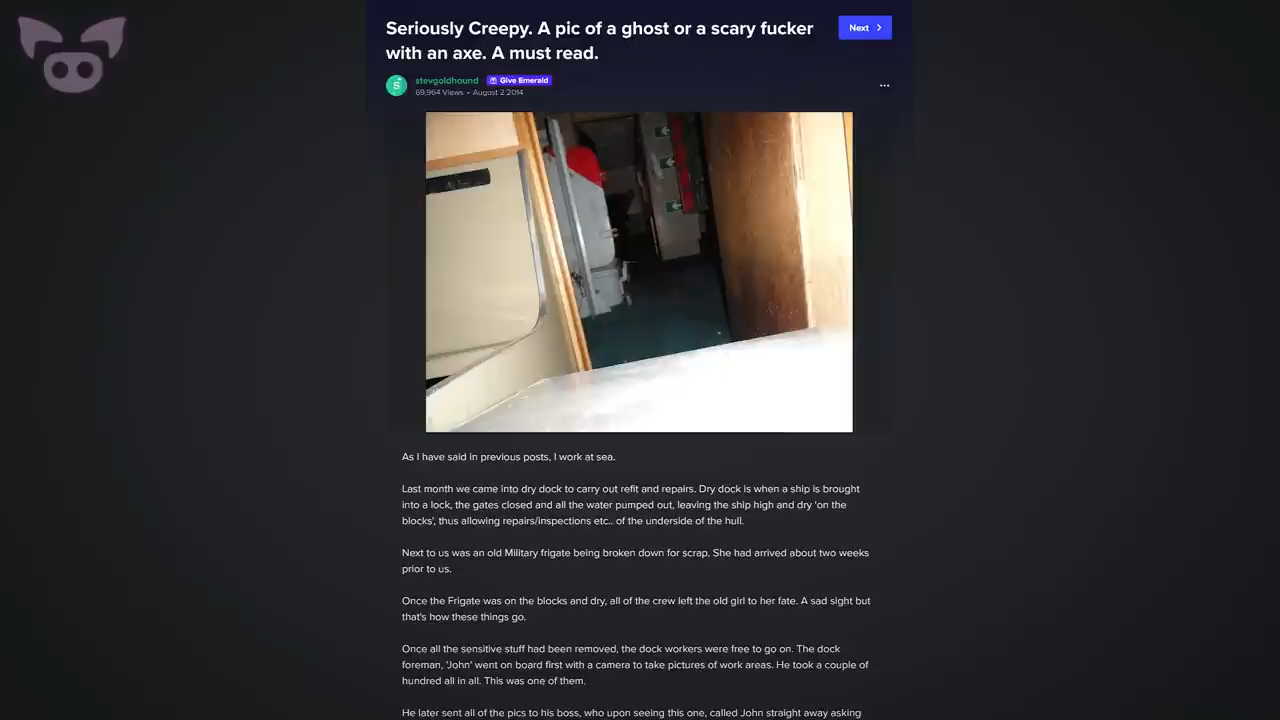 Seriously Creepy. A pic of a ghost or a scary fucker
with an axe. A must read.
Next
stevgoldhound
Give Emerald
89,964 Views • August 2 2014
As I have said in previous posts, I work at sea.
Last month we came into dry dock to carry out refit and repairs. Dry dock is when a ship is brought
into a lock, the gates closed and all the water pumped out, leaving the ship high and dry 'on the
blocks', thus allowing repairs/inspections etc.. of the underside of the hull.
Next to us was an old Military frigate being broken down for scrap. She had arrived about two weeks
prior to us.
Once the Frigate was on the blocks and dry, all of the crew left the old girl to her fate. A sad sight but
that's how these things go.
Once all the sensitive stuff had been removed, the dock workers were free to go on. The dock
foreman, 'John' went on board first with a camera to take pictures of work areas. He took a couple of
hundred all in all. This was one of them.
He later sent all of the pics to his boss, who upon seeing this one, called John straight away asking